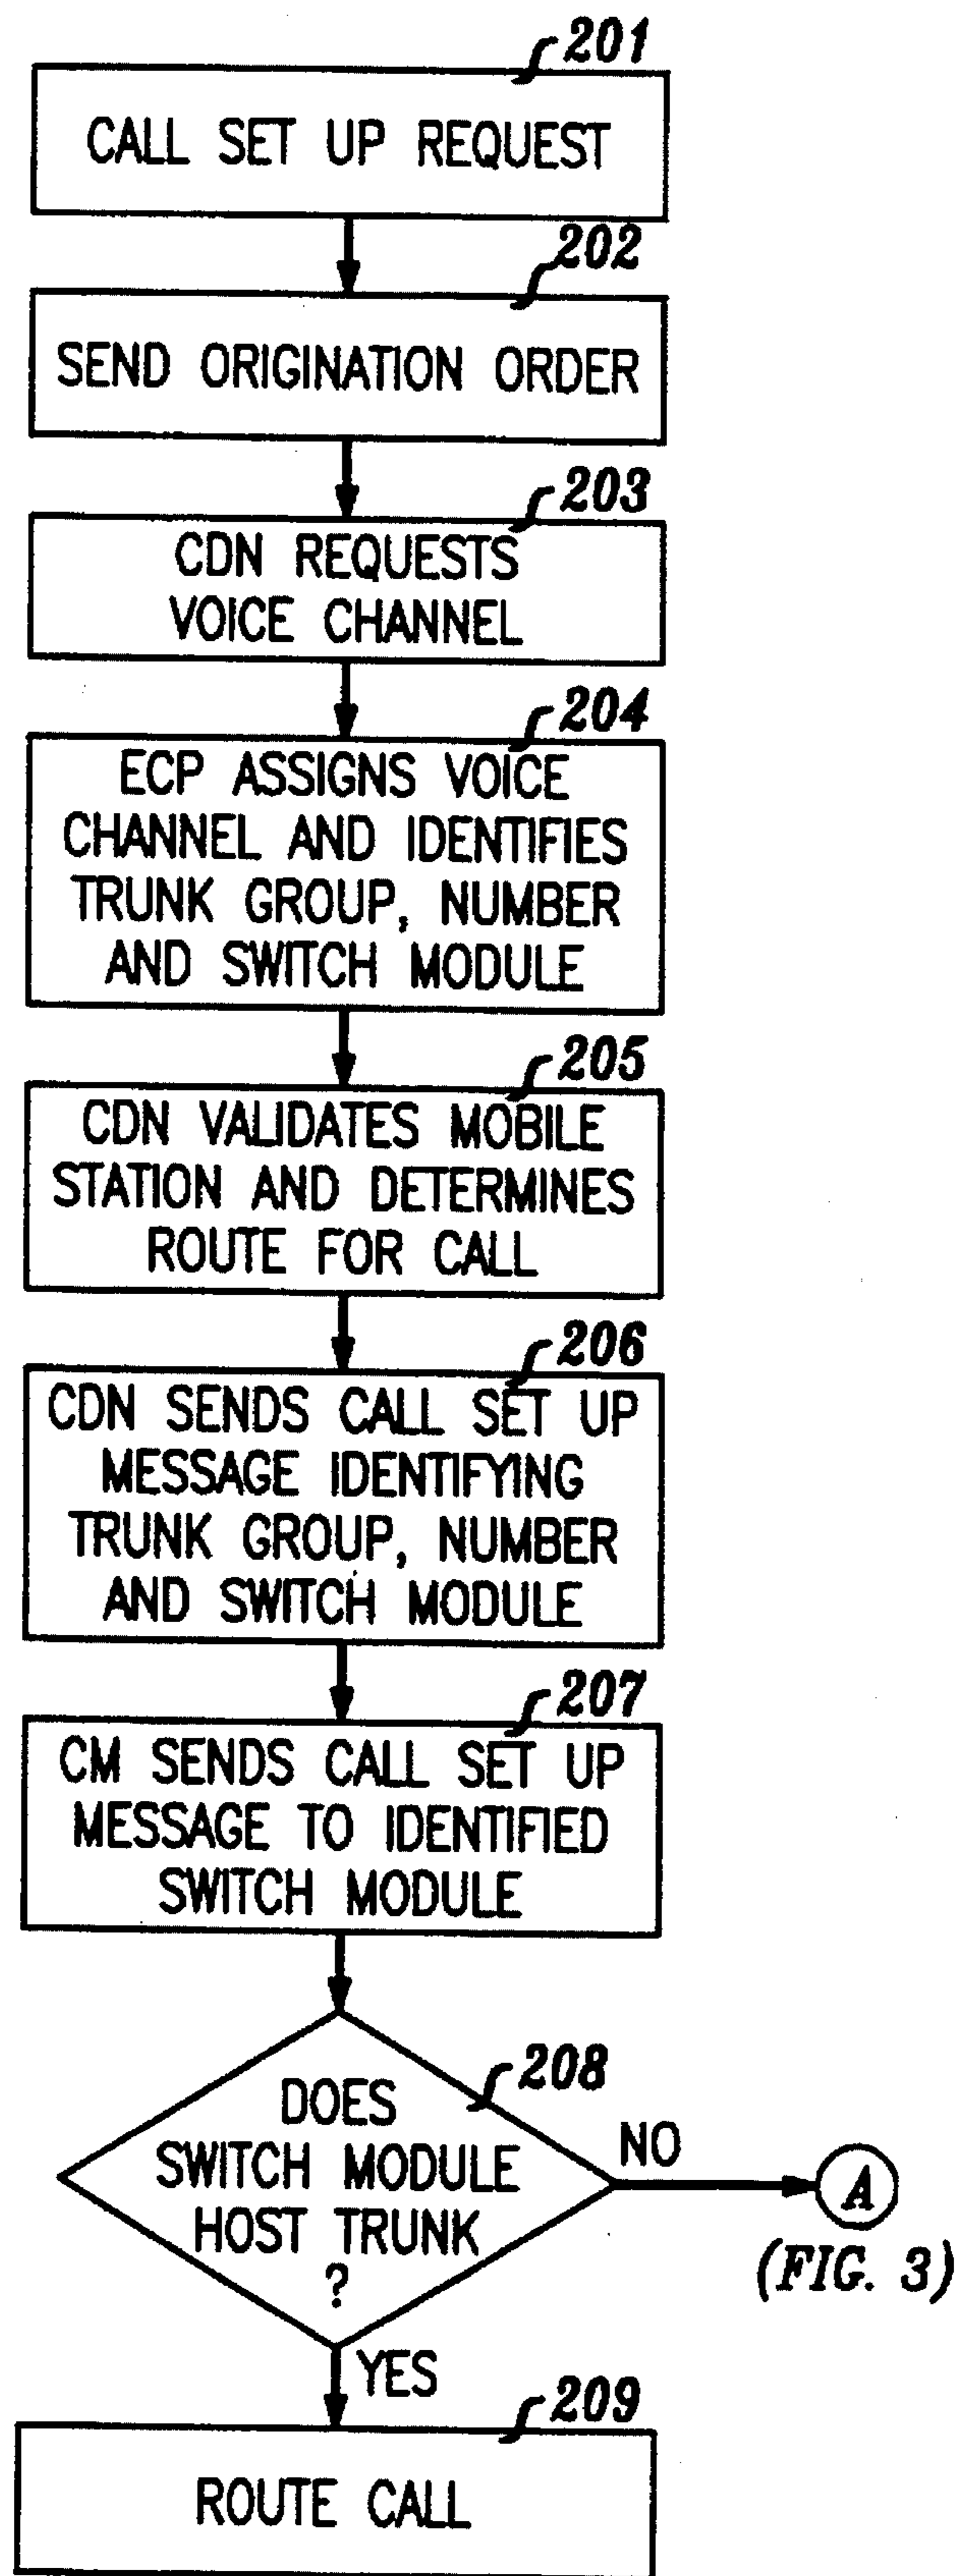 201
CALL SET UP REQUEST
202
SEND ORIGINATION ORDER
203
CDN REQUESTS
VOICE CHANNEL
204
ECP ASSIGNS VOICE
CHANNEL AND IDENTIFIES
TRUNK GROUP, NUMBER
AND SWITCH MODULE
205
CDN VALIDATES MOBILE
STATION AND DETERMINES
ROUTE FOR CALL
206
CDN SENDS CALL SET UP
MESSAGE IDENTIFYING
TRUNK GROUP, NUMBER
AND SWITCH MODULE
207
CM SENDS CALL SET UP
MESSAGE TO IDENTIFIED
SWITCH MODULE
208
DOES
SWITCH MODULE
HOST TRUNK
?
NO
A
(FIG. 3)
YES
209
ROUTE CALL